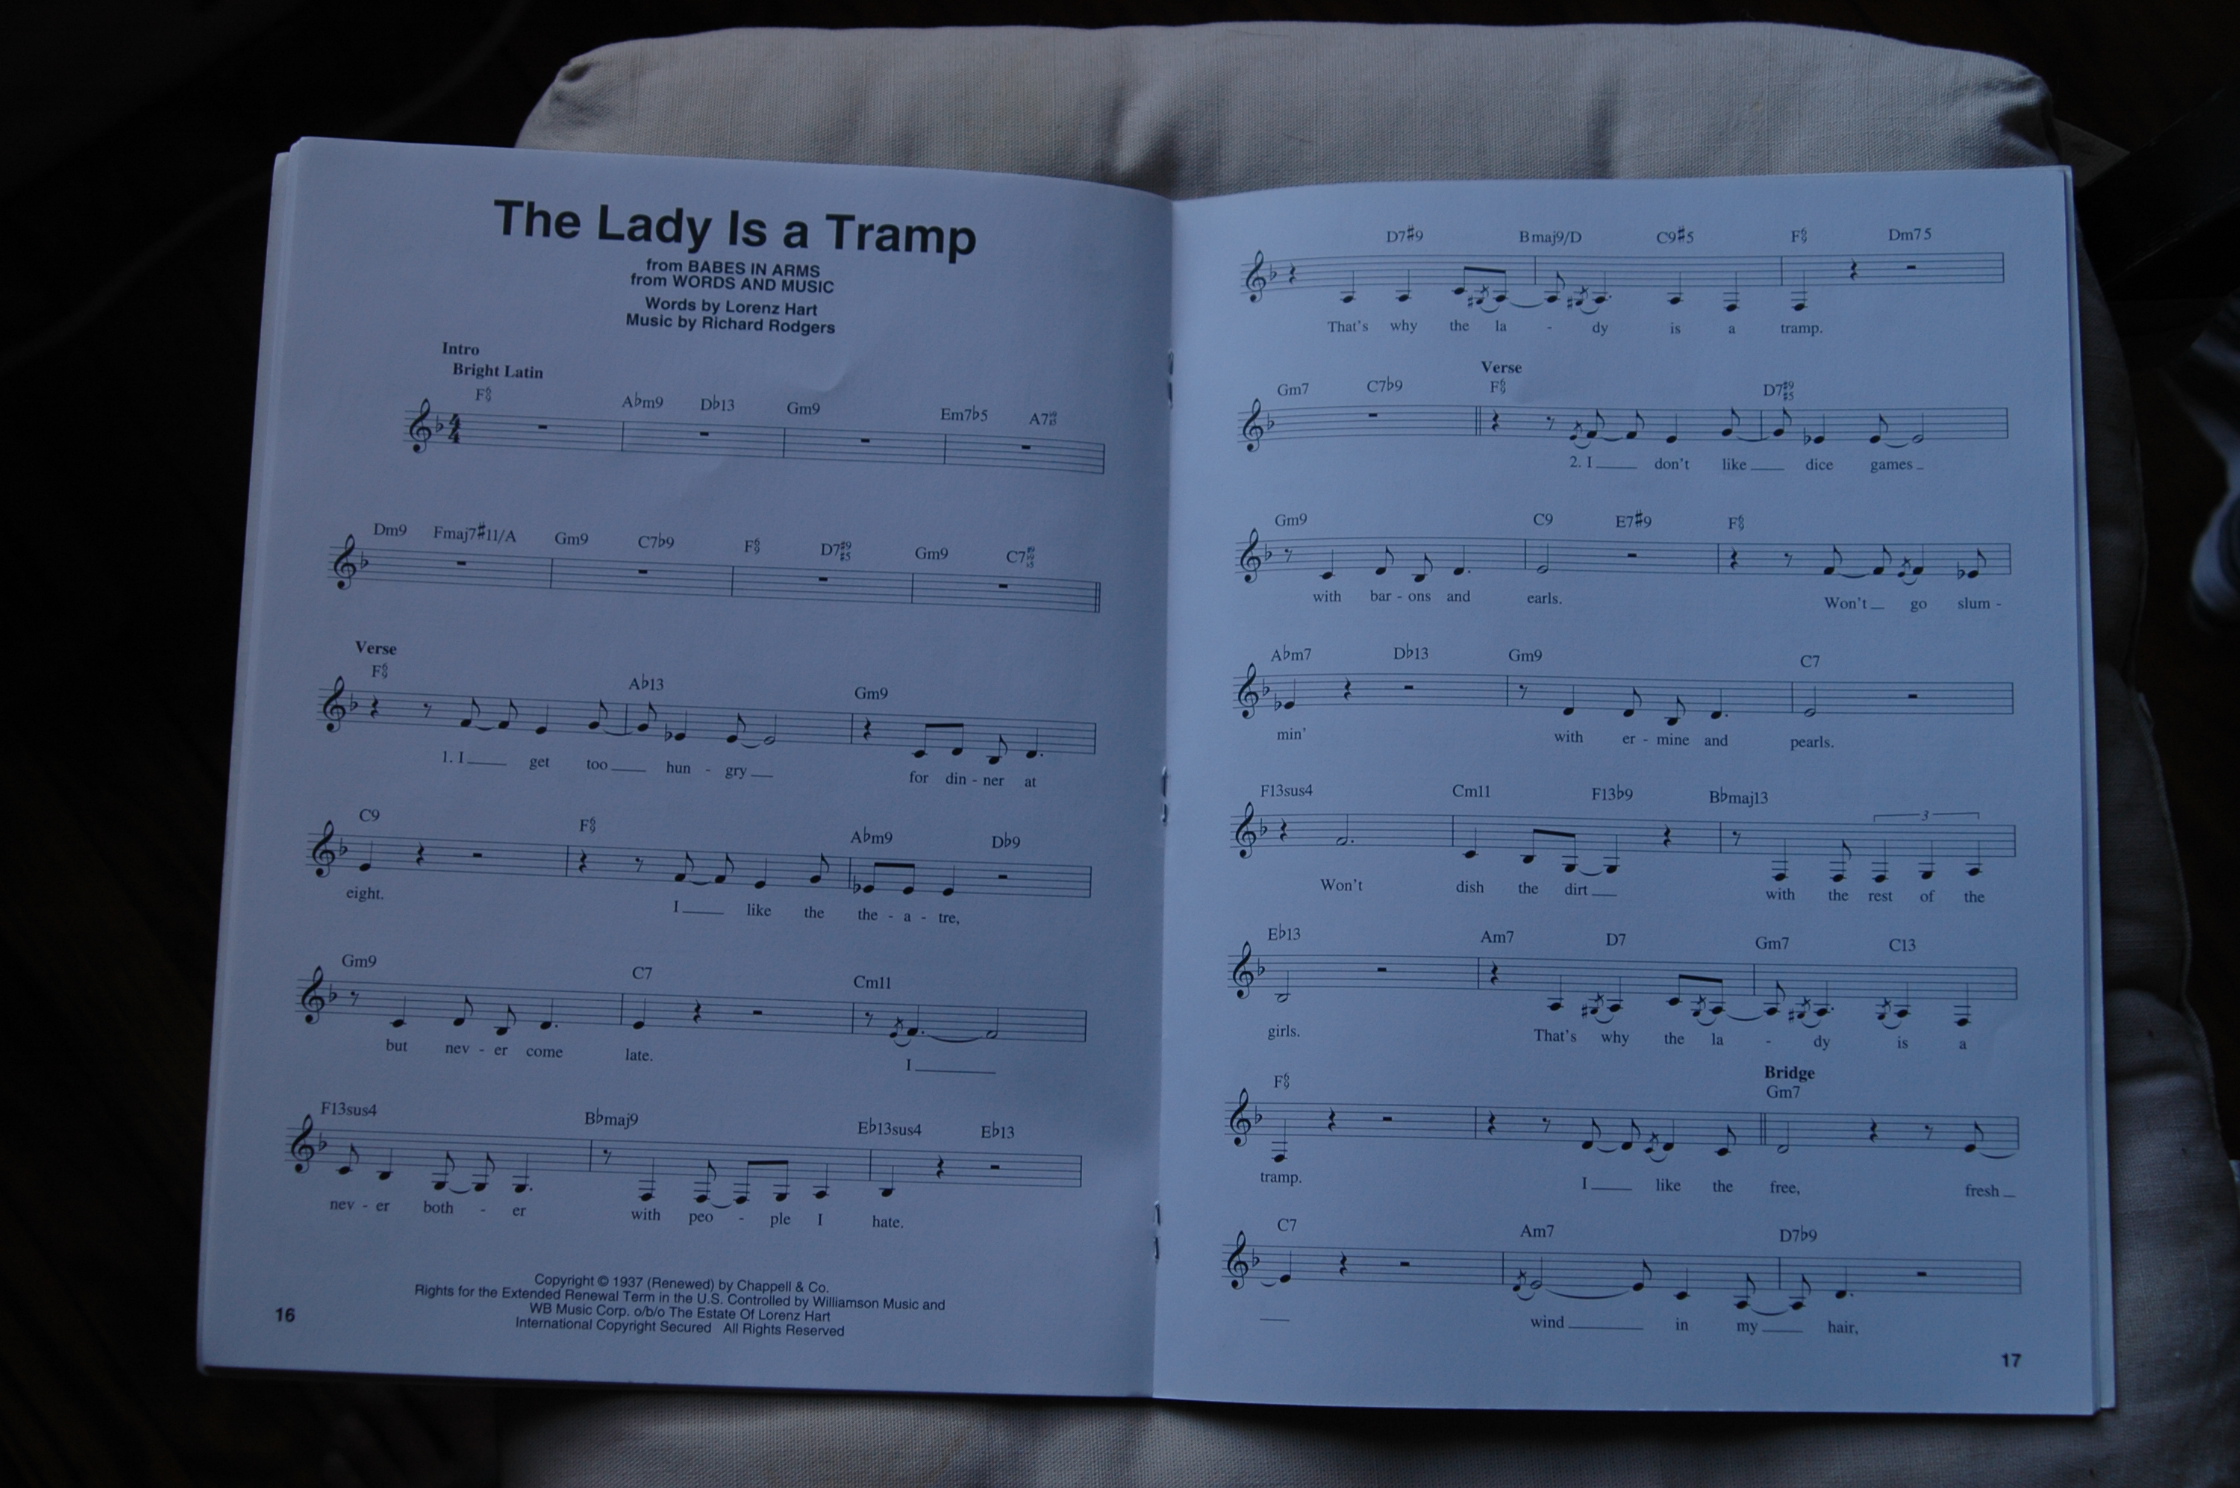 The Lady Is a Tramp
from BABES IN ARMS
from WORDS AND MUSIC
Words by Lorenz Hart
Music by Richard Rodgers
Intro
Bright Latin
F6/9 A♭m9 D♭13 Gm9 Em7♭5
Dm9 Fmaj7♯11/A Gm9 C7♭9 F6/9 D7♯9♯5 Gm9
Verse
F6/9 A♭13 Gm9
1. I get too hun - gry for din - ner at
C9 F6/9 A♭m9 D♭9
eight. I like the the - a - tre,
Gm9 C7 Cm11
but nev - er come late. I
F13sus4 B♭maj9 E♭13sus4 E♭13
nev - er both - er with peo - ple I hate.
Copyright © 1937 (Renewed) by Chappell & Co.
Rights for the Extended Renewal Term in the U.S. Controlled by Williamson Music and
WB Music Corp. o/b/o The Estate Of Lorenz Hart
International Copyright Secured All Rights Reserved
16
D7♯9 Bmaj9/D C9♯5 F6/9 Dm75
That's why the la - dy is a tramp.
Verse
Gm7 C7♭9 F6/9 D7♯9♯5
2. I don't like dice games
Gm9 C9 E7♯9 F6/9
with bar - ons and earls. Won't go slum -
A♭m7 D♭13 Gm9 C7
min' with er - mine and pearls.
F13sus4 Cm11 F13♭9 B♭maj13
3
Won't dish the dirt with the rest of the
E♭13 Am7 D7 Gm7 C13
girls. That's why the la - dy is a
Bridge
F6/9 Gm7
tramp. I like the free, fresh
C7 Am7 D7♭9
wind in my hair,
17